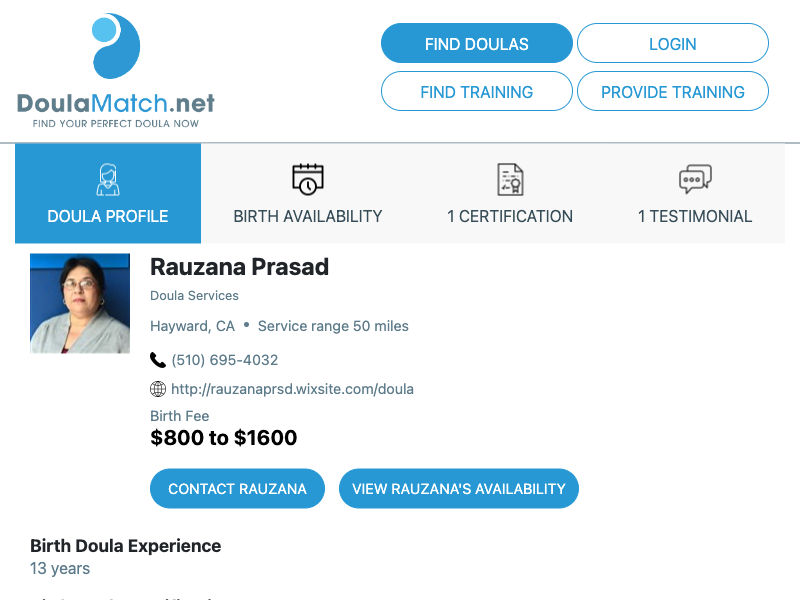 DoulaMatch.net
FIND YOUR PERFECT DOULA NOW
FIND DOULAS
LOGIN
FIND TRAINING
PROVIDE TRAINING
DOULA PROFILE
BIRTH AVAILABILITY
1 CERTIFICATION
1 TESTIMONIAL
Rauzana Prasad
Doula Services
Hayward, CA • Service range 50 miles
(510) 695-4032
http://rauzanaprsd.wixsite.com/doula
Birth Fee
$800 to $1600
CONTACT RAUZANA
VIEW RAUZANA'S AVAILABILITY
Birth Doula Experience
13 years